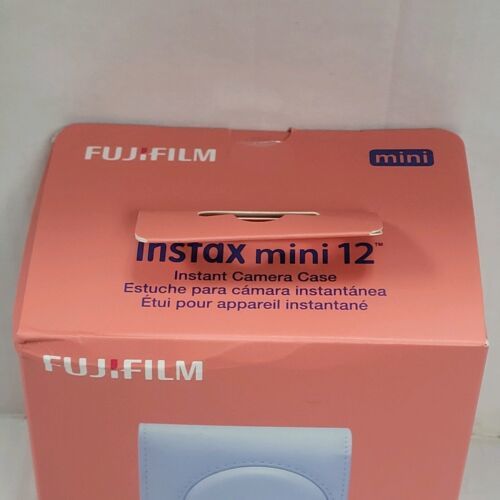 FUJIFILM
mini
instax mini 12™
Instant Camera Case
Estuche para cámara instantánea
Étui pour appareil instantané
FUJIFILM